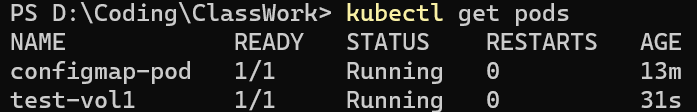 PS D:\Coding\ClassWork> kubectl get pods
NAME            READY   STATUS    RESTARTS   AGE
configmap-pod   1/1     Running   0          13m
test-vol1       1/1     Running   0          31s